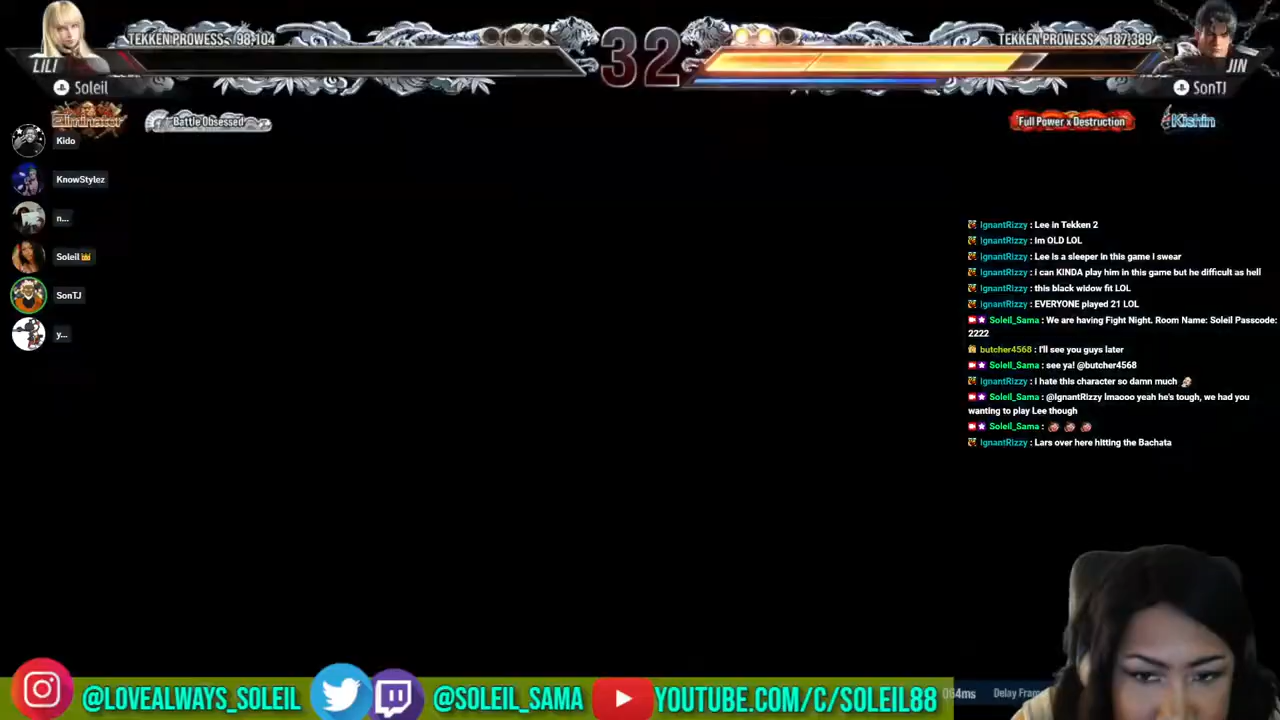 TEKKEN PROWESS 98,104
32
TEKKEN PROWESS 187,389
LILI
JIN
Soleil
SonTJ
Eliminator
Battle Obsessed
Full Power x Destruction
Kishin
Kido
KnowStylez
n...
Soleil
SonTJ
y...
IgnantRizzy : Lee in Tekken 2
IgnantRizzy : Im OLD LOL
IgnantRizzy : Lee is a sleeper in this game i swear
IgnantRizzy : i can KINDA play him in this game but he difficult as hell
IgnantRizzy : this black widow fit LOL
IgnantRizzy : EVERYONE played 21 LOL
Soleil_Sama : We are having Fight Night. Room Name: Soleil Passcode:
2222
butcher4568 : I'll see you guys later
Soleil_Sama : see ya! @butcher4568
IgnantRizzy : i hate this character so damn much
Soleil_Sama : @IgnantRizzy lmaooo yeah he's tough, we had you
wanting to play Lee though
Soleil_Sama :
IgnantRizzy : Lars over here hitting the Bachata
@LOVEALWAYS_SOLEIL
@SOLEIL_SAMA
YOUTUBE.COM/C/SOLEIL88
64ms
Delay